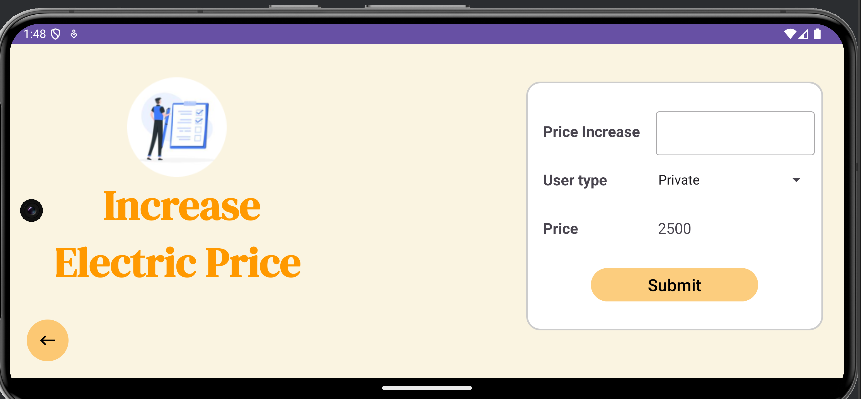 1:48
Increase
Electric Price
Price Increase
User type
Private
Price
2500
Submit